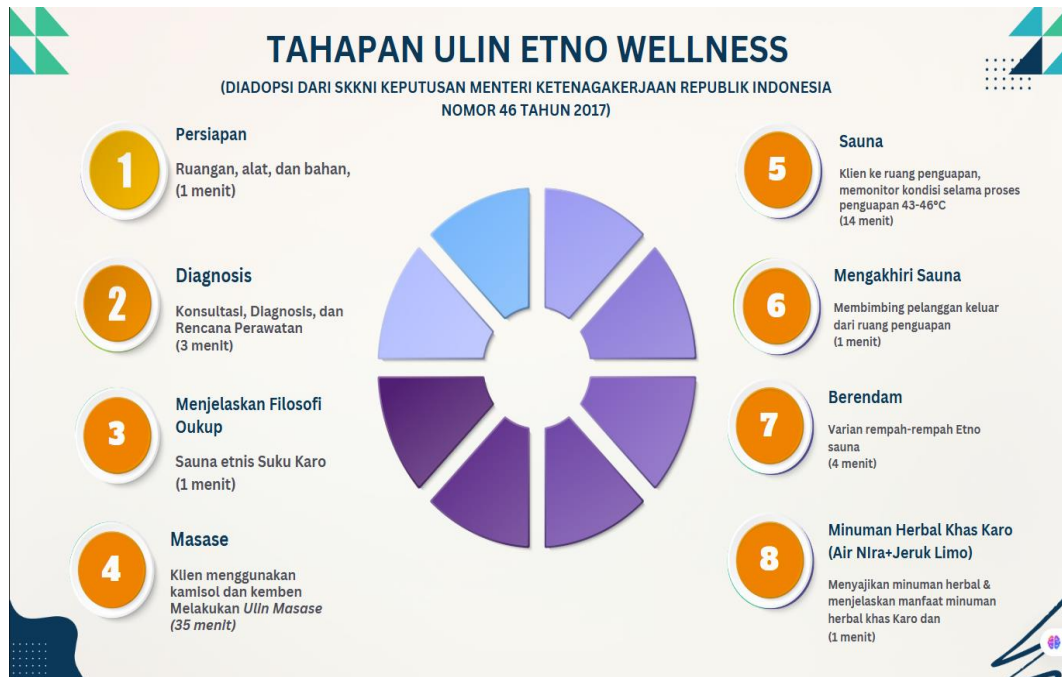 TAHAPAN ULIN ETNO WELLNESS
(DIADOPSI DARI SKKNI KEPUTUSAN MENTERI KETENAGAKERJAAN REPUBLIK INDONESIA
NOMOR 46 TAHUN 2017)
1
Persiapan
Ruangan, alat, dan bahan,
(1 menit)
2
Diagnosis
Konsultasi, Diagnosis, dan
Rencana Perawatan
(3 menit)
3
Menjelaskan Filosofi
Oukup
Sauna etnis Suku Karo
(1 menit)
4
Masase
Klien menggunakan
kamisol dan kemben
Melakukan Ulin Masase
(35 menit)
5
Sauna
Klien ke ruang penguapan,
memonitor kondisi selama proses
penguapan 43-46°C
(14 menit)
6
Mengakhiri Sauna
Membimbing pelanggan keluar
dari ruang penguapan
(1 menit)
7
Berendam
Varian rempah-rempah Etno
sauna
(4 menit)
8
Minuman Herbal Khas Karo
(Air NIra+Jeruk Limo)
Menyajikan minuman herbal &
menjelaskan manfaat minuman
herbal khas Karo dan
(1 menit)